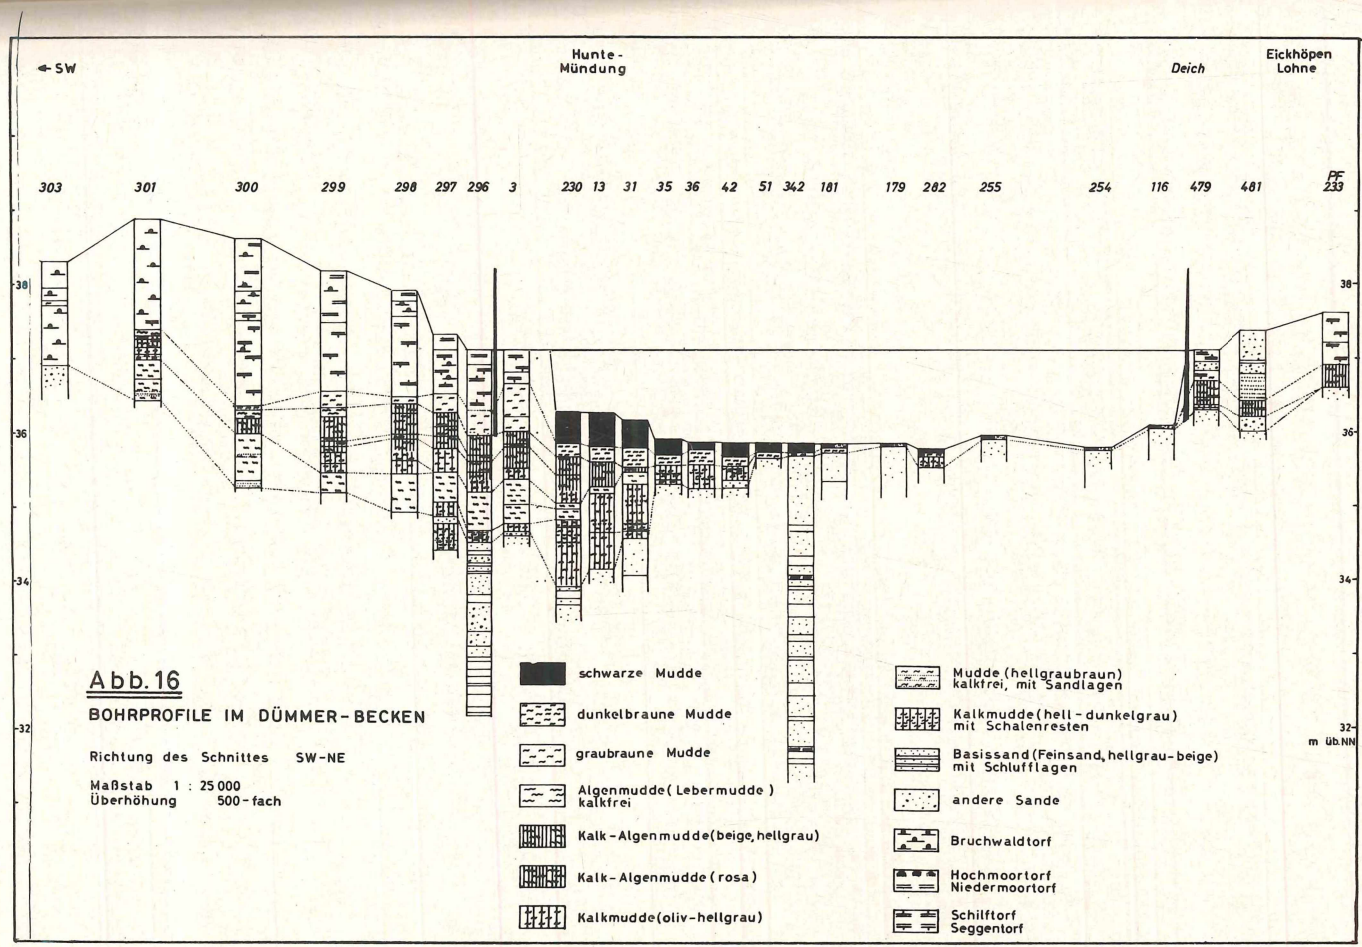 Hunte-
Mündung
Eickhöpen
Lohne
Deich
SW
303 301 300 299 298 297 296 3 230 13 31 35 36 42 51 342 181 179 282 255 254 116 479 481 233
PF
38 38
36 36
34 34
32 32
m üb.NN
Abb.16
BOHRPROFILE IM DÜMMER-BECKEN
Richtung des Schnittes SW-NE
Maßstab 1 : 25 000
Überhöhung 500-fach
schwarze Mudde
dunkelbraune Mudde
graubraune Mudde
Algenmudde (Lebermudde)
kalkfrei
Kalk-Algenmudde (beige, hellgrau)
Kalk-Algenmudde (rosa)
Kalkmudde (oliv-hellgrau)
Mudde (hellgraubraun)
kalkfrei, mit Sandlagen
Kalkmudde (hell-dunkelgrau)
mit Schalenresten
Basissand (Feinsand, hellgrau-beige)
mit Schlufflagen
andere Sande
Bruchwaldtorf
Hochmoortorf
Niedermoortorf
Schilftorf
Seggentorf